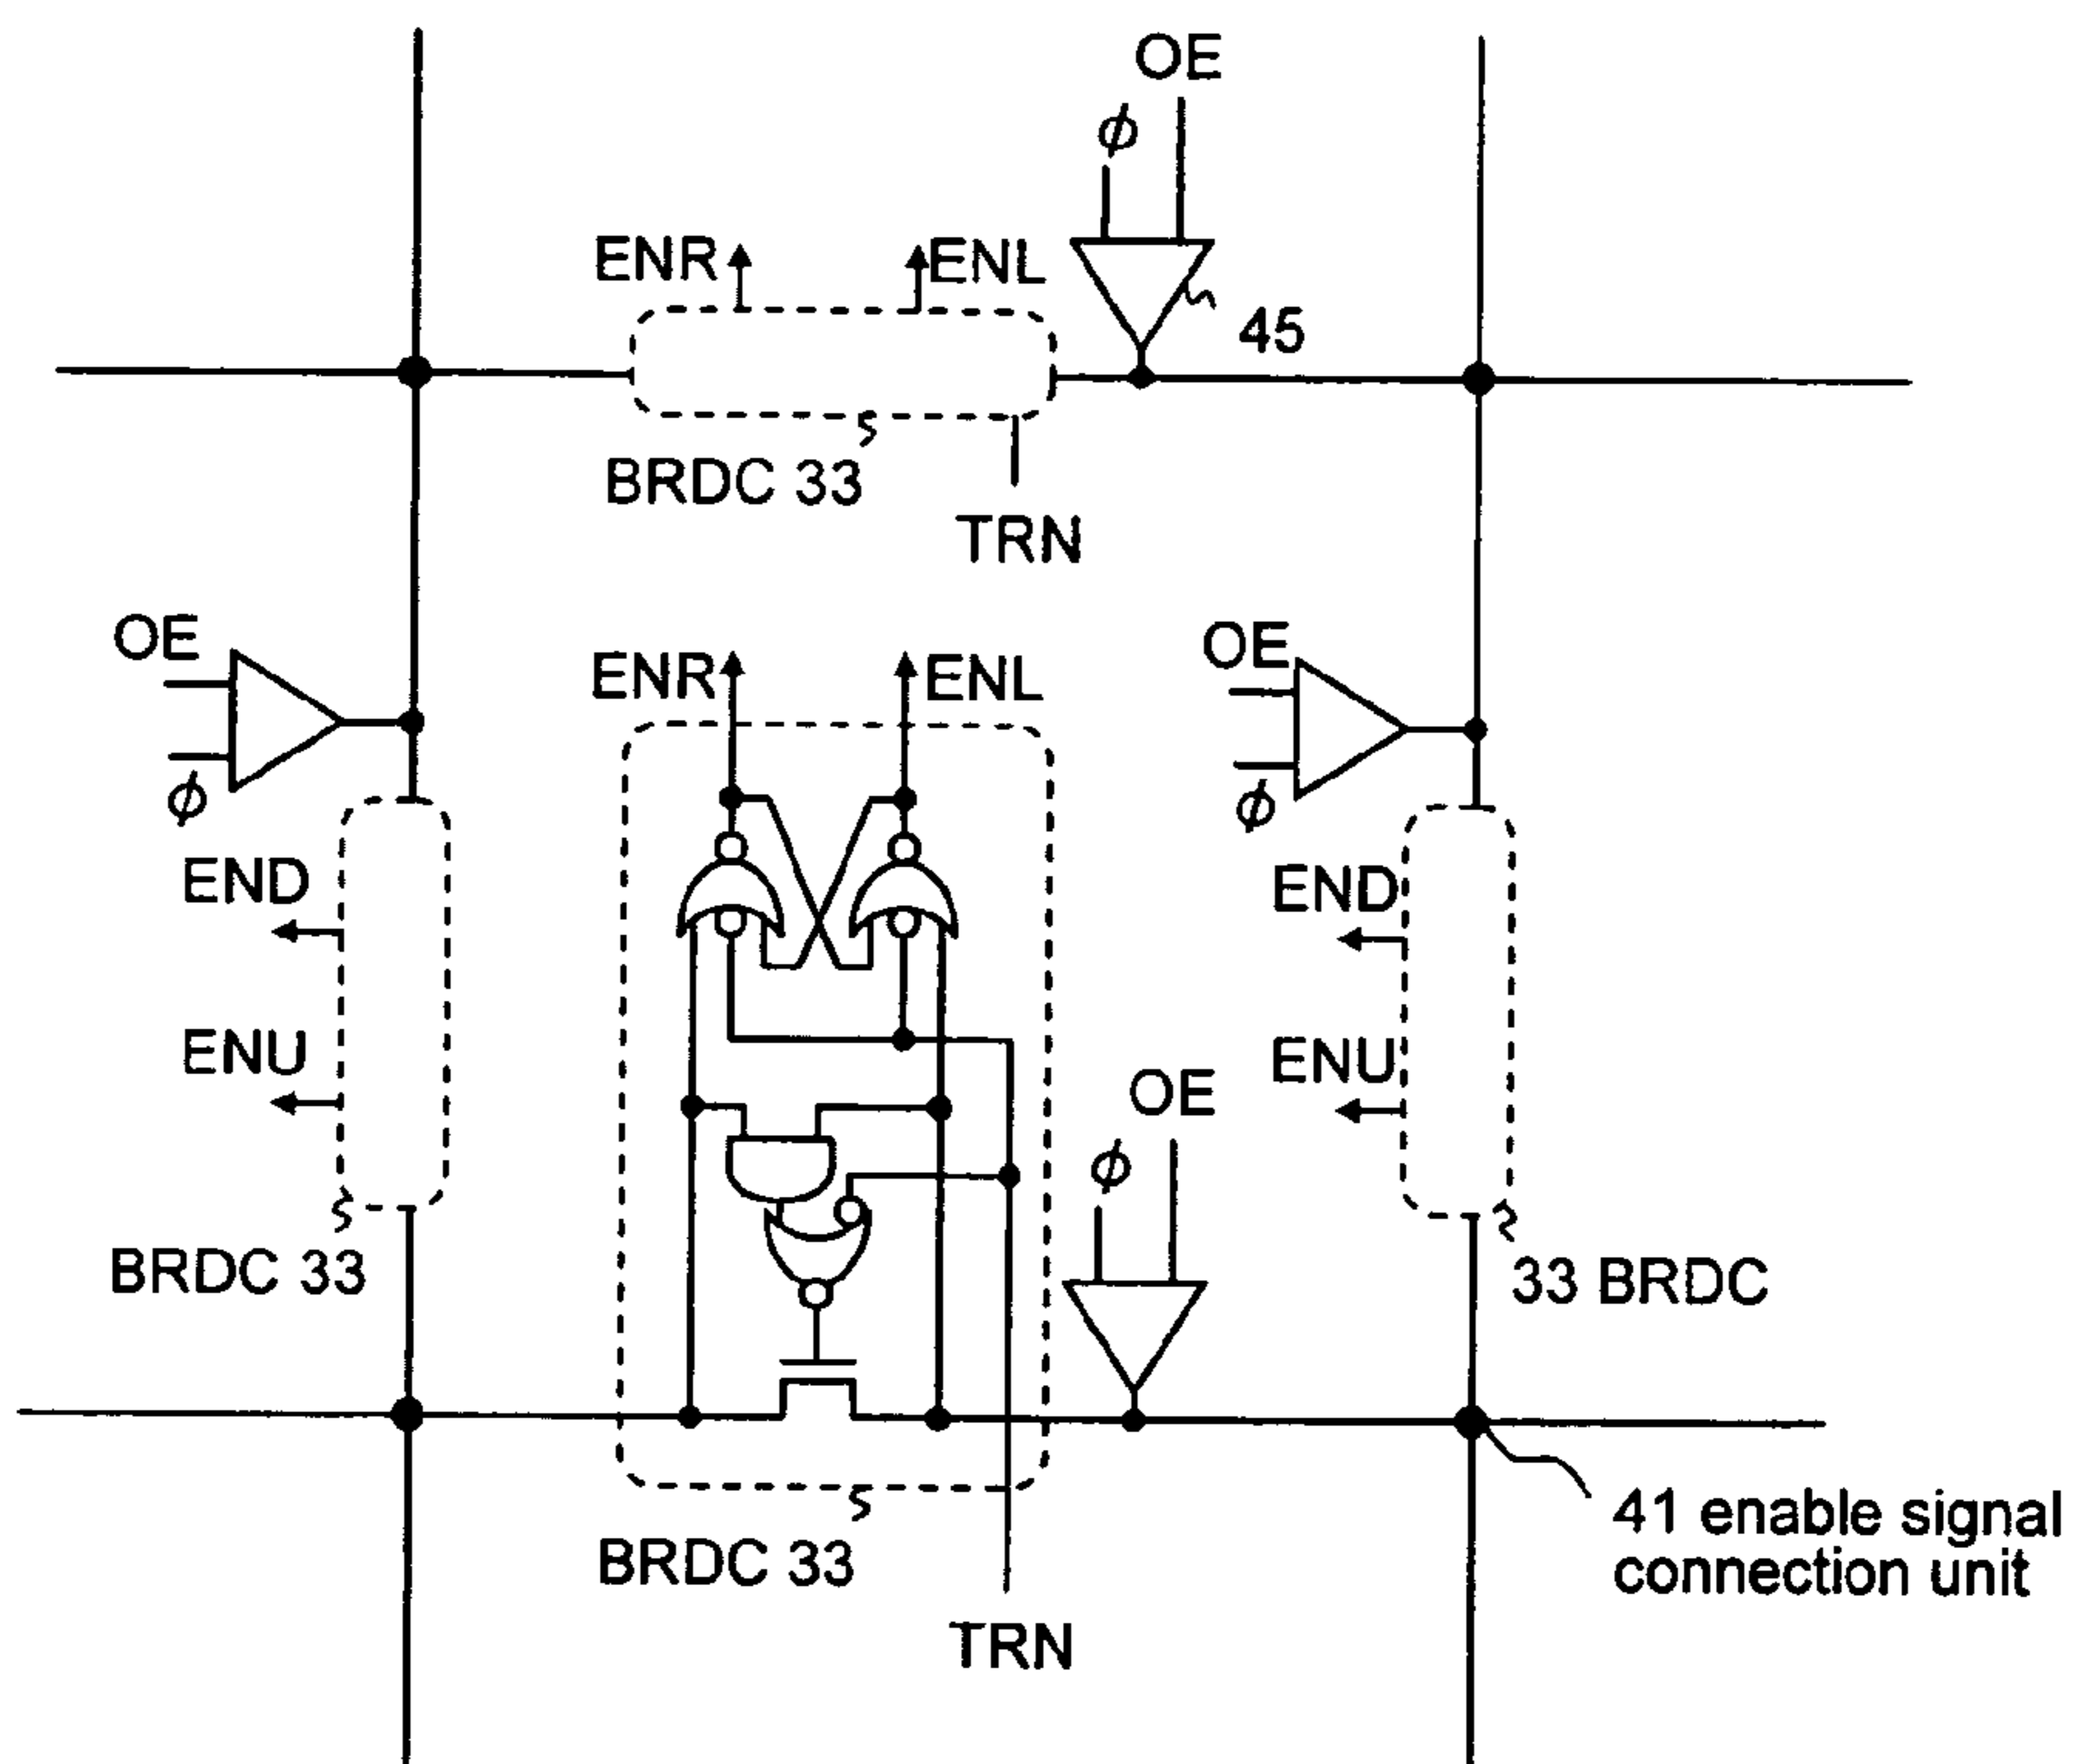 OE
ϕ
ENR
ENL
45
BRDC 33
TRN
OE
ϕ
ENR
ENL
OE
ϕ
END
ENU
BRDC 33
END
ENU
33 BRDC
OE
ϕ
BRDC 33
TRN
41 enable signal
connection unit